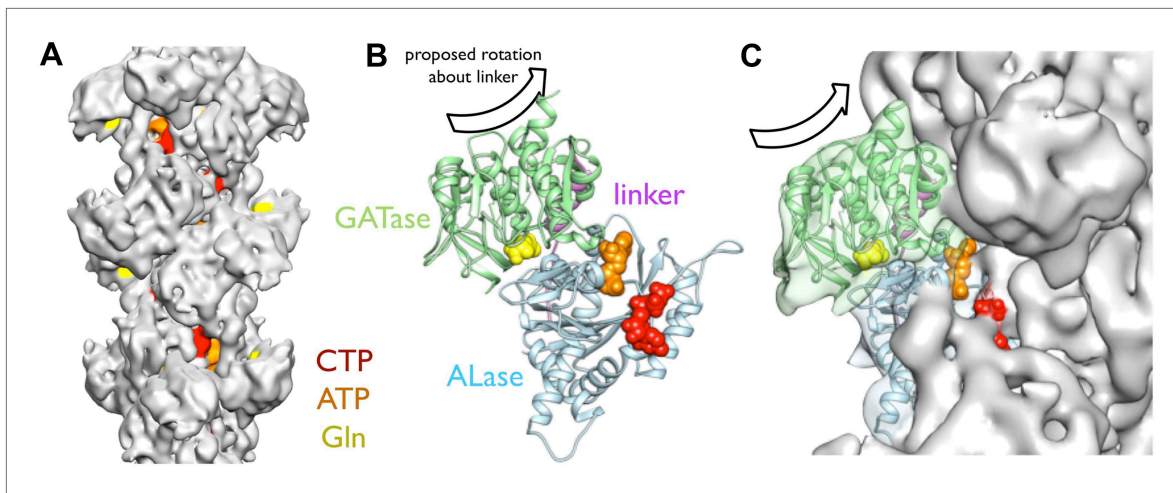 A
CTP
ATP
Gln
B
proposed rotation
about linker
GATase
linker
ALase
C